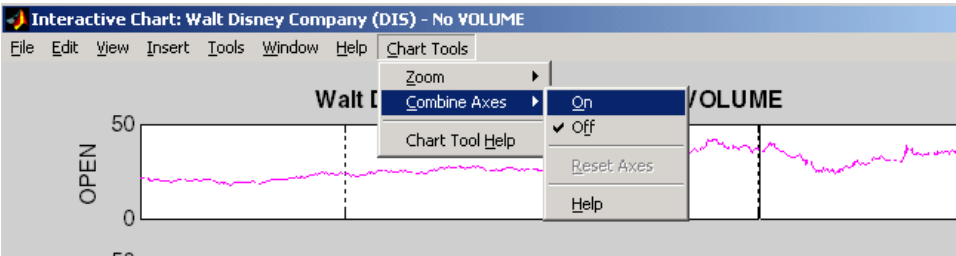 Interactive Chart: Walt Disney Company (DIS) - No VOLUME
File Edit View Insert Tools Window Help Chart Tools
Zoom
Walt D Combine Axes On VOLUME
50
Off
Chart Tool Help
OPEN
Reset Axes
Help
0